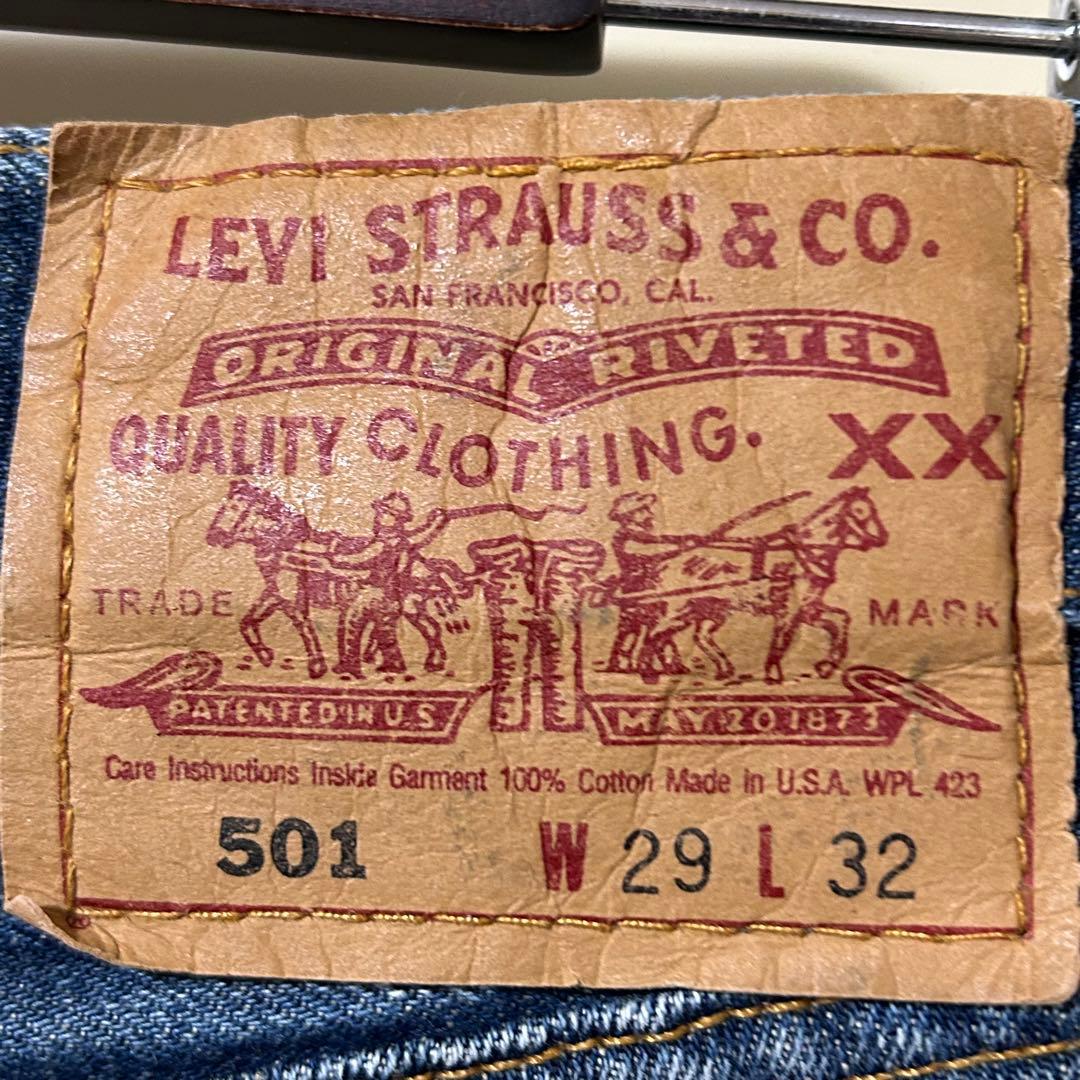 LEVI STRAUSS & CO.
SAN FRANCISCO, CAL.
ORIGINAL RIVETED
QUALITY CLOTHING. XX
TRADE MARK
PATENTED IN U.S. MAY 20 1873
Care Instructions Inside Garment 100% Cotton Made in U.S.A. WPL 423
501 W 29 L 32